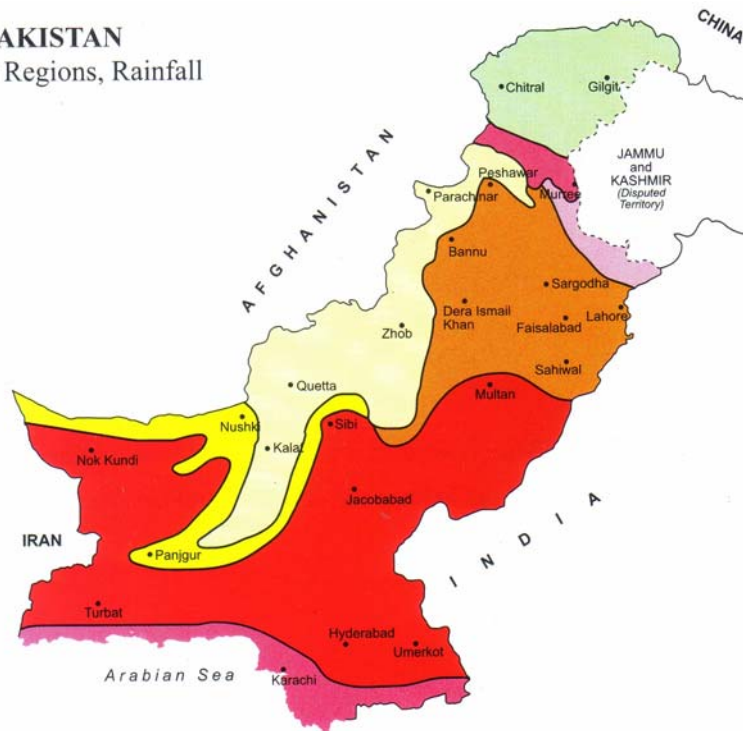 AKISTAN
Regions, Rainfall
CHINA
Chitral
Gilgit
AFGHANISTAN
JAMMU
and
KASHMIR
(Disputed
Territory)
Peshawar
Parachinar
Murree
Bannu
Sargodha
Dera Ismail
Khan
Lahore
Faisalabad
Zhob
Sahiwal
Quetta
Multan
Nushki
Sibi
Kalat
Nok Kundi
Jacobabad
INDIA
IRAN
Panjgur
Turbat
Hyderabad
Umerkot
Arabian Sea
Karachi